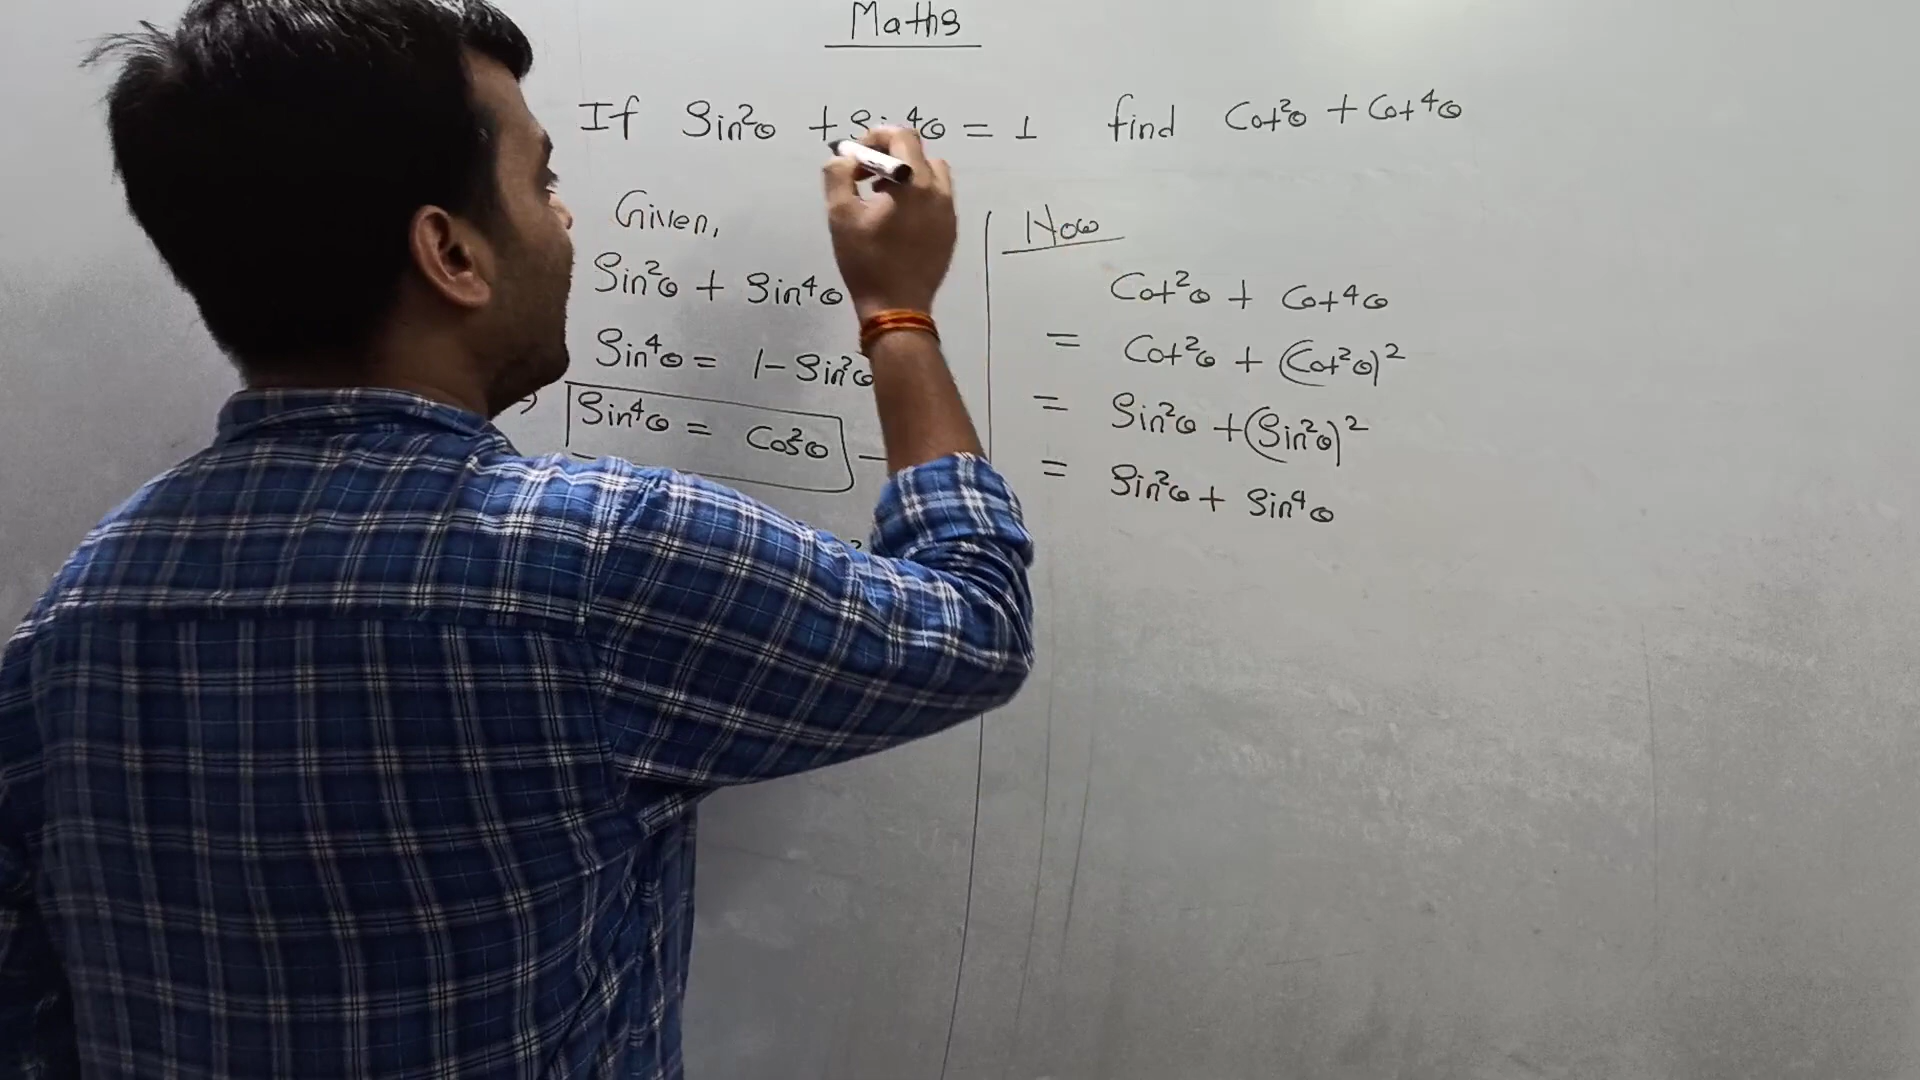 Maths
If Sin²θ + Sin⁴θ = 1 find Cot²θ + Cot⁴θ
Given,
Sin²θ + Sin⁴θ
Sin⁴θ = 1 - Sin²θ
Sin⁴θ = Cos²θ
Now
Cot²θ + Cot⁴θ
= Cot²θ + (Cot²θ)²
= Sin²θ + (Sin²θ)²
= Sin²θ + Sin⁴θ